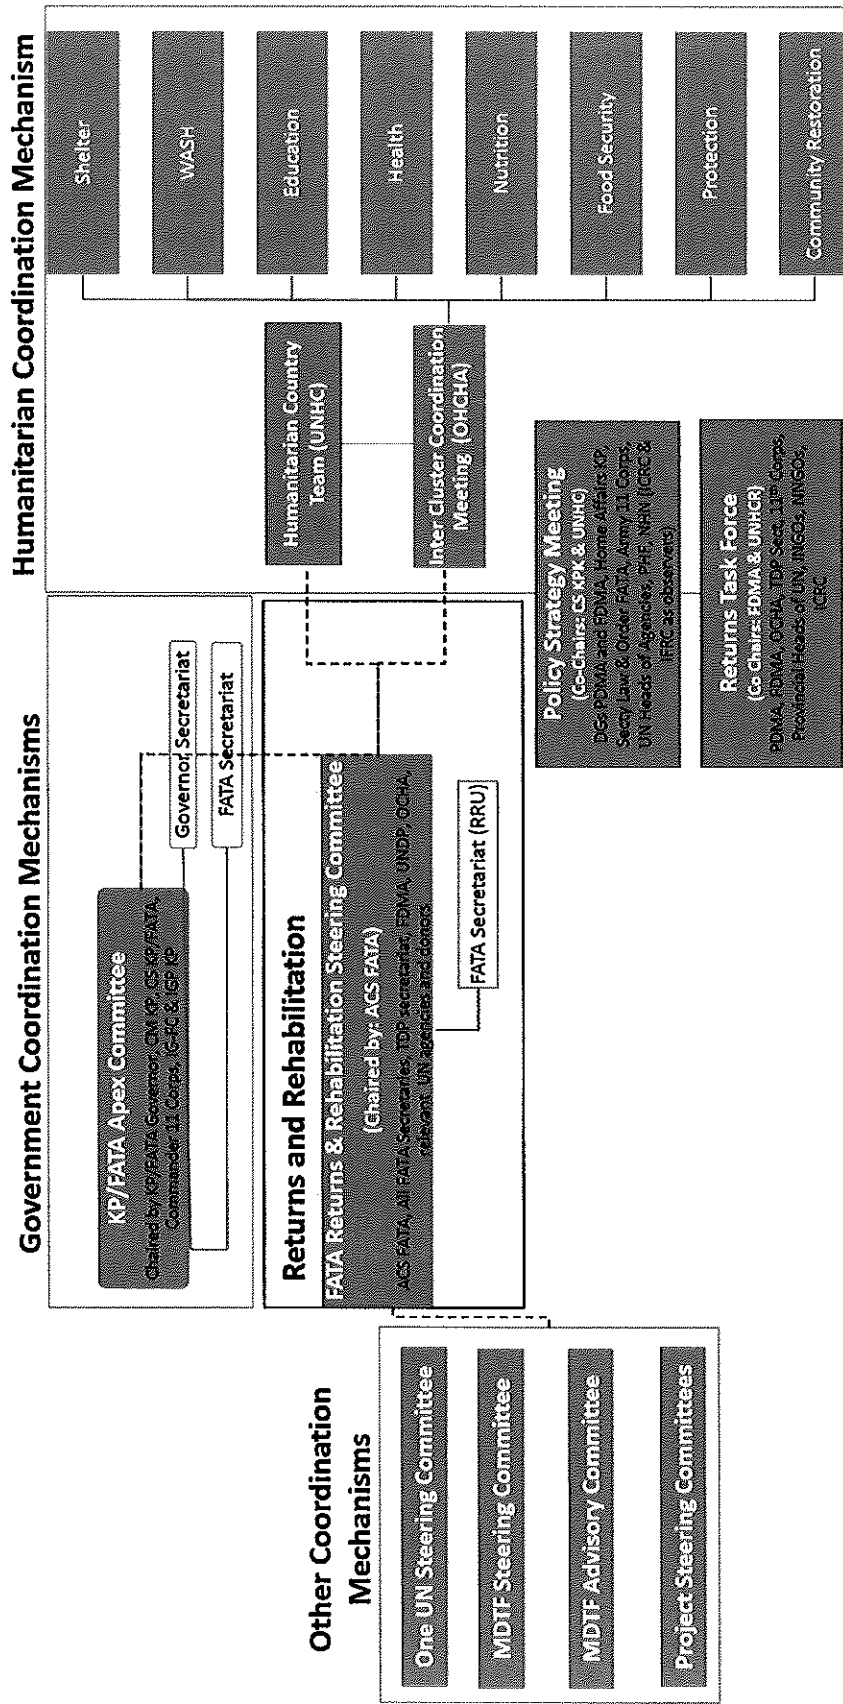 Other Coordination
Mechanisms
One UN Steering Committee
MDTF Steering Committee
MDTF Advisory Committee
Project Steering Committees
Government Coordination Mechanisms
KP/FATA Apex Committee
Chaired by KP/FATA Governor, CM KP, CS KP/FATA,
Commander 11 Corps, IG-FC & IGP KP
Governor Secretariat
FATA Secretariat
Returns and Rehabilitation
FATA Returns & Rehabilitation Steering Committee
(Chaired by: ACS FATA)
ACS FATA, All FATA Secretaries, TDP secretariat, FDMA, UNDP, OCHA,
relevant UN agencies and donors
FATA Secretariat (RRU)
Humanitarian Coordination Mechanism
Humanitarian Country
Team (UNHC)
Inter Cluster Coordination
Meeting (OHCHA)
Shelter
WASH
Education
Health
Nutrition
Food Security
Protection
Community Restoration
Policy Strategy Meeting
(Co-Chairs: CS KPK & UNHC)
DGs PDMA and FDMA, Home Affairs KP,
Secty Law & Order FATA, Army 11 Corps,
UN Heads of Agencies, PHF, NHN (ICRC &
IFRC as observers)
Returns Task Force
(Co Chairs: FDMA & UNHCR)
PDMA, FDMA, OCHA, TDP Sect, 11th Corps,
Provincial Heads of UN, INGOs, NNGOs,
ICRC